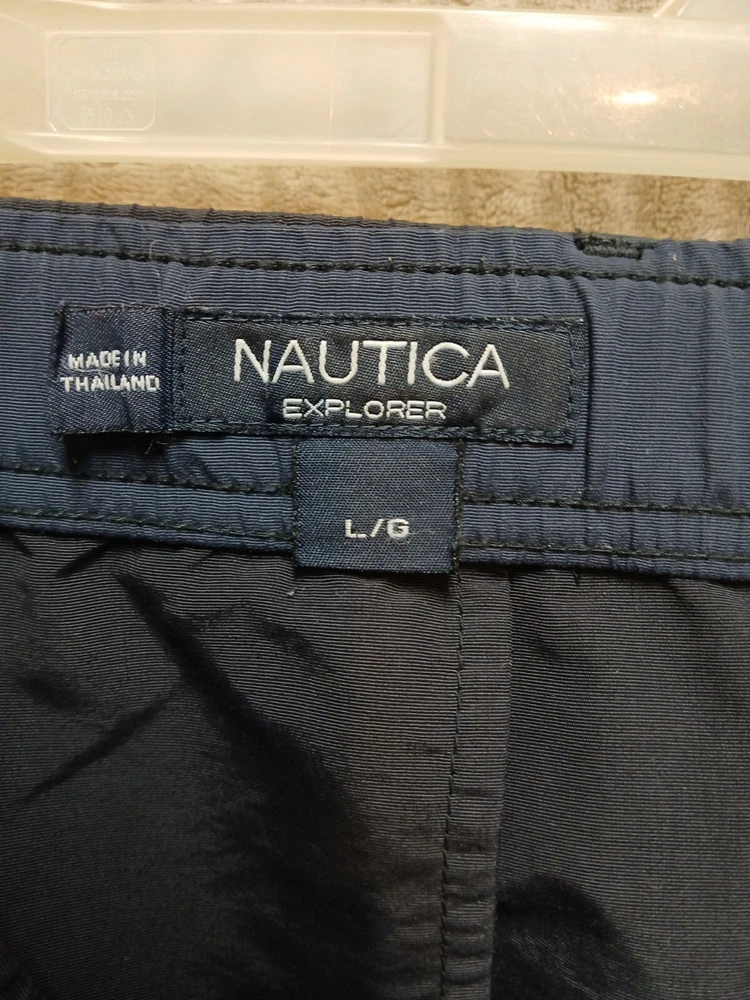 MADE IN
THAILAND
NAUTICA
EXPLORER
L/G